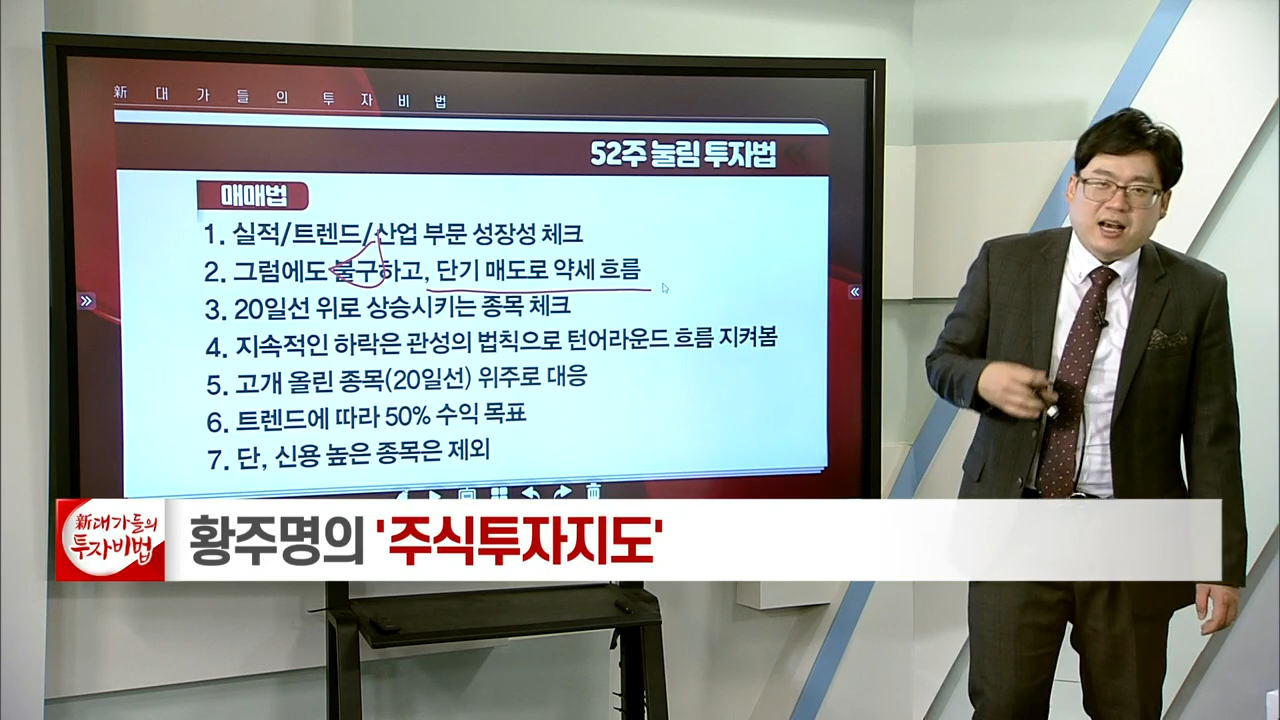 新 대 가 들 의 투 자 비 법
52주 눌림 투자법
매매법
1. 실적/트렌드/산업 부문 성장성 체크
2. 그럼에도 불구하고, 단기 매도로 약세 흐름
3. 20일선 위로 상승시키는 종목 체크
4. 지속적인 하락은 관성의 법칙으로 턴어라운드 흐름 지켜봄
5. 고개 올린 종목(20일선) 위주로 대응
6. 트렌드에 따라 50% 수익 목표
7. 단, 신용 높은 종목은 제외
新대가들의
투자비법
황주명의 '주식투자지도'